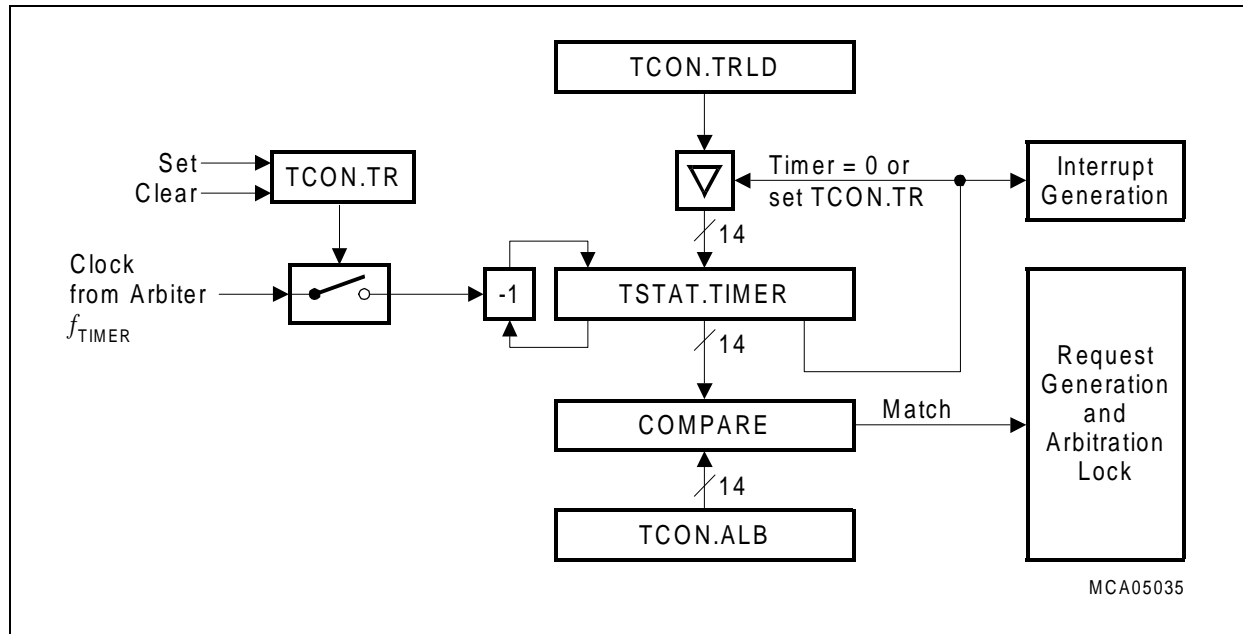 TCON.TRLD
Set
Clear
TCON.TR
Timer = 0 or
set TCON.TR
Interrupt
Generation
14
Clock
from Arbiter
fTIMER
-1
TSTAT.TIMER
14
Request
Generation
and
Arbitration
Lock
COMPARE
Match
14
TCON.ALB
MCA05035